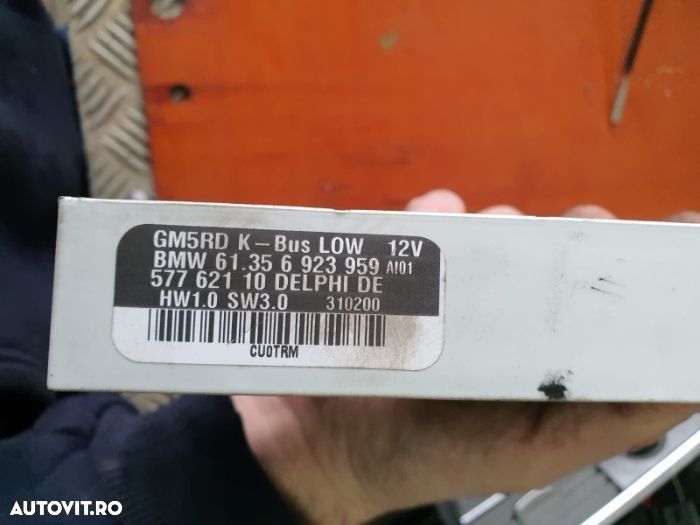 GM5RD K-Bus LOW 12V
BMW 61.35 6 923 959 AI01
577 621 10 DELPHI DE
HW1.0 SW3.0 310200
CU0TRM
AUTOVIT.RO